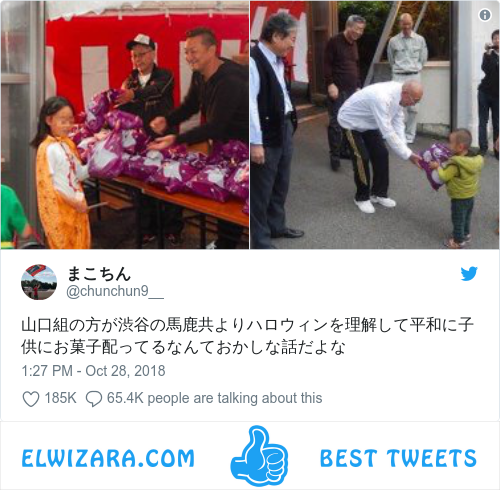 まこちん
@chunchun9__
山口組の方が渋谷の馬鹿共よりハロウィンを理解して平和に子
供にお菓子配ってるなんておかしな話だよな
1:27 PM - Oct 28, 2018
185K 65.4K people are talking about this
ELWIZARA.COM BEST TWEETS